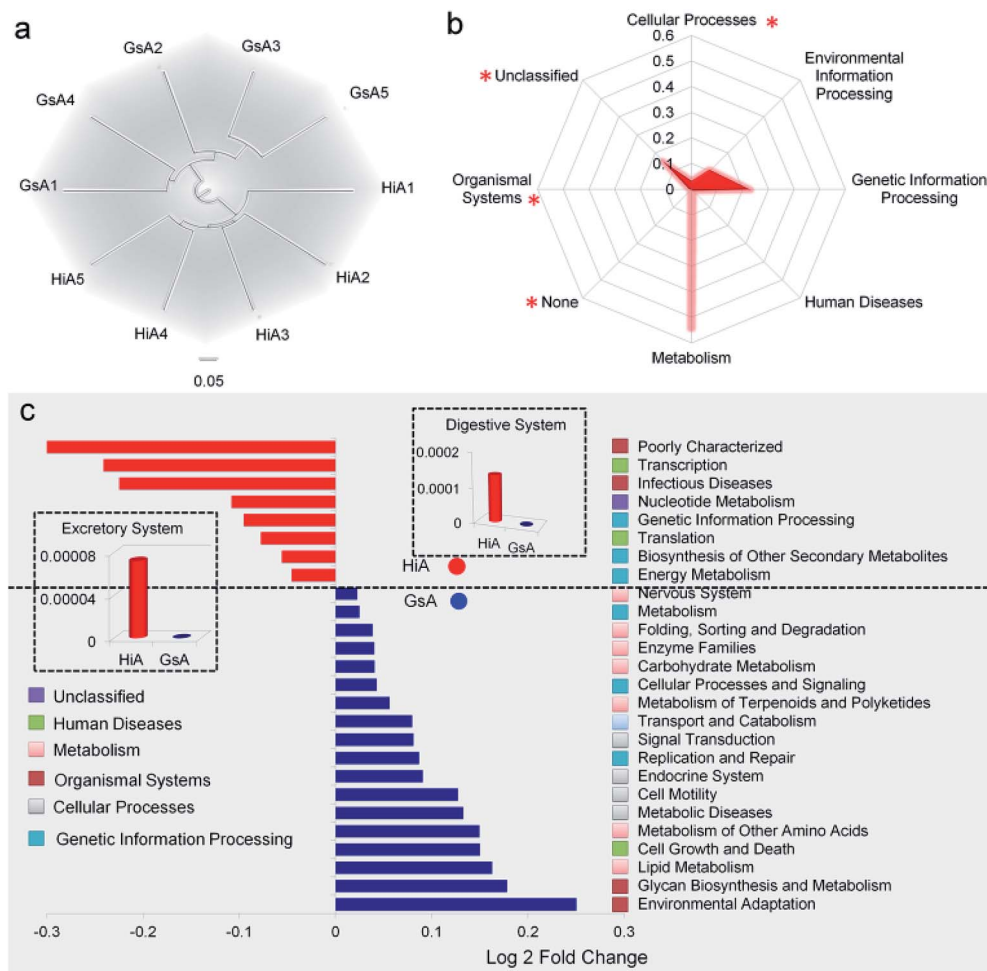 a
GsA2
GsA3
GsA4
GsA5
GsA1
HiA1
HiA5
HiA2
HiA4
HiA3
0.05
b
Cellular Processes *
0.6
0.5
0.4
0.3
0.2
0.1
0
* Unclassified
Environmental
Information
Processing
Organismal
Systems *
Genetic Information
Processing
* None
Human Diseases
Metabolism
c
Digestive System
0.0002
0.0001
0
HiA
GsA
Excretory System
0.00008
0.00004
0
HiA
GsA
HiA
GsA
Poorly Characterized
Transcription
Infectious Diseases
Nucleotide Metabolism
Genetic Information Processing
Translation
Biosynthesis of Other Secondary Metabolites
Energy Metabolism
Nervous System
Metabolism
Folding, Sorting and Degradation
Enzyme Families
Carbohydrate Metabolism
Cellular Processes and Signaling
Metabolism of Terpenoids and Polyketides
Transport and Catabolism
Signal Transduction
Replication and Repair
Endocrine System
Cell Motility
Metabolic Diseases
Metabolism of Other Amino Acids
Cell Growth and Death
Lipid Metabolism
Glycan Biosynthesis and Metabolism
Environmental Adaptation
Unclassified
Human Diseases
Metabolism
Organismal Systems
Cellular Processes
Genetic Information Processing
-0.3
-0.1
0
0.1
0.2
0.3
Log 2 Fold Change